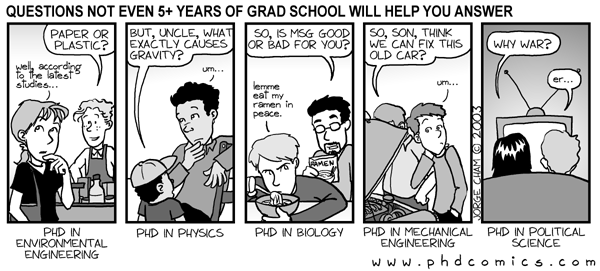 QUESTIONS NOT EVEN 5+ YEARS OF GRAD SCHOOL WILL HELP YOU ANSWER
PAPER OR
PLASTIC?
well, according
to the latest
studies...
PHD IN
ENVIRONMENTAL
ENGINEERING
BUT, UNCLE, WHAT
EXACTLY CAUSES
GRAVITY?
um...
PHD IN PHYSICS
SO, IS MSG GOOD
OR BAD FOR YOU?
lemme
eat my
ramen in
peace.
RAMEN
PHD IN BIOLOGY
SO, SON, THINK
WE CAN FIX THIS
OLD CAR?
um...
PHD IN MECHANICAL
ENGINEERING
JORGE CHAM © 2003
WHY WAR?
er...
PHD IN POLITICAL
SCIENCE
www.phdcomics.com